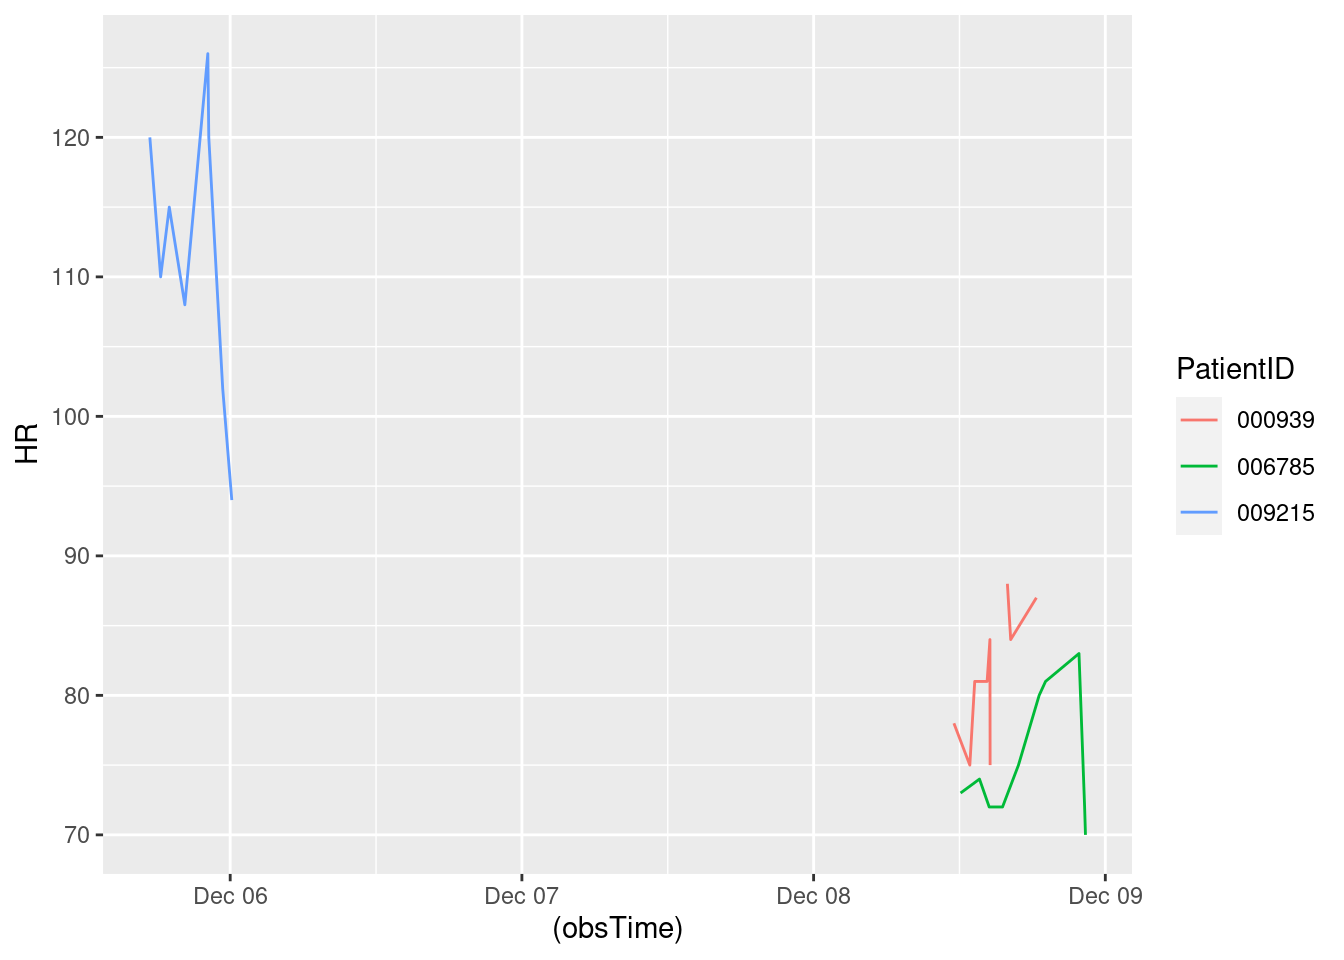 HR
120
110
100
90
80
70
Dec 06
Dec 07
Dec 08
Dec 09
(obsTime)
PatientID
000939
006785
009215